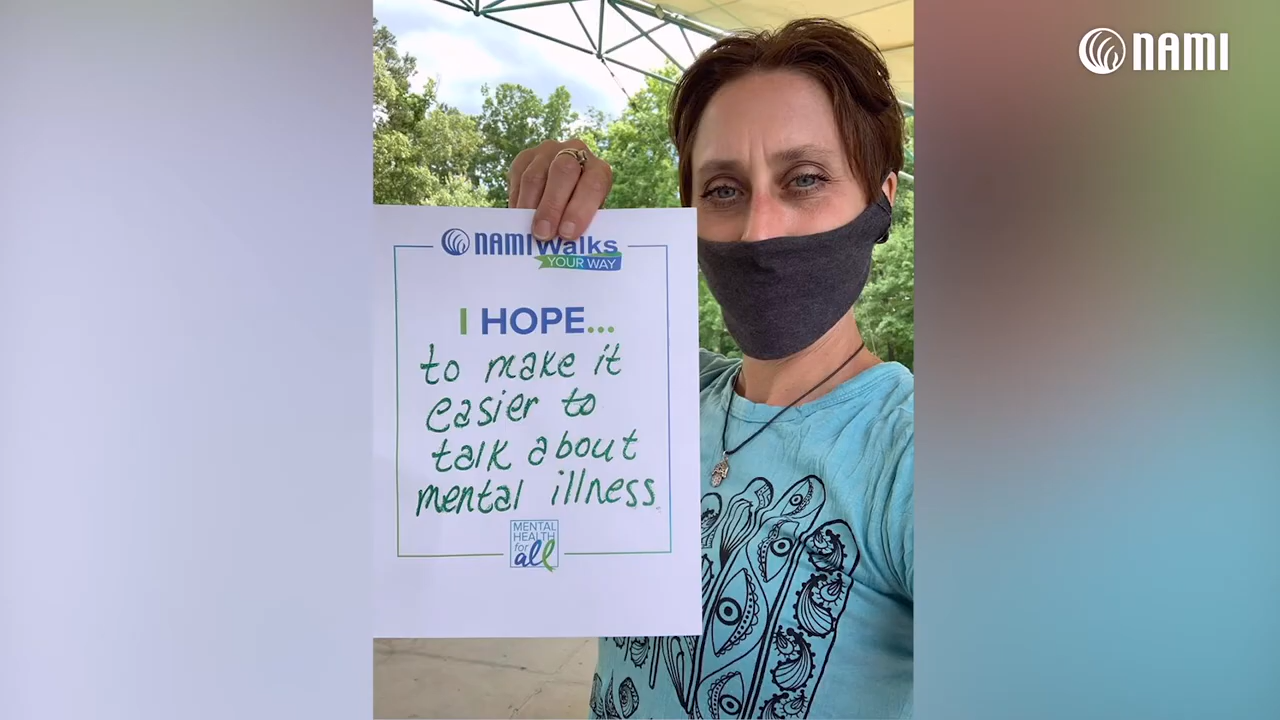 NAMI
NAMIWalks
YOUR WAY
I HOPE...
to make it
easier to
talk about
mental illness
MENTAL
HEALTH
for
all